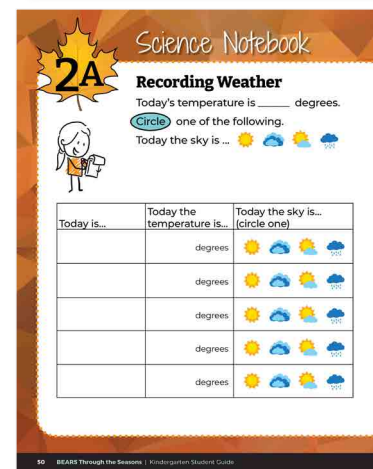 Science Notebook
2A
Recording Weather
Today's temperature is _____ degrees.
Circle one of the following.
Today the sky is ...
Today is...
Today the temperature is...
Today the sky is... (circle one)
degrees
degrees
degrees
degrees
degrees
50 BEARS Through the Seasons | Kindergarten Student Guide